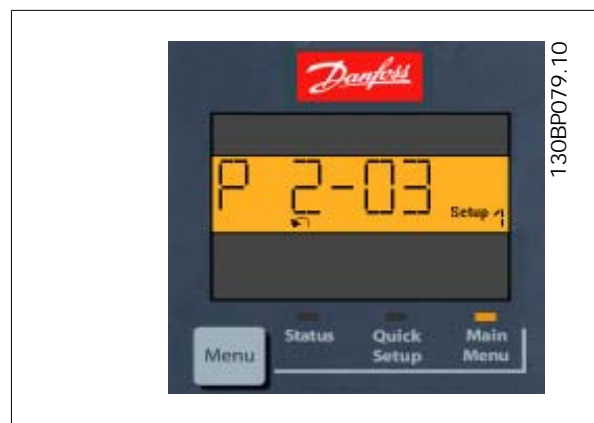 Danfoss
P 2-03
Setup 1
Status
Quick Setup
Main Menu
Menu
130BP079.10